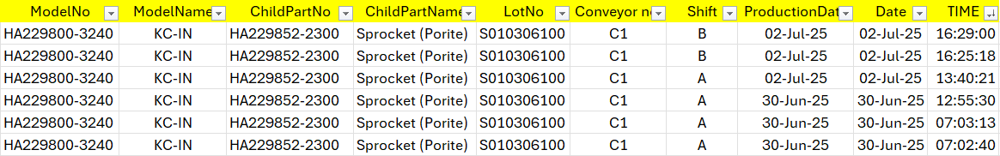 ModelNo ModelName ChildPartNo ChildPartName LotNo Conveyor n Shift ProductionDat Date TIME
HA229800-3240 KC-IN HA229852-2300 Sprocket (Porite) S010306100 C1 B 02-Jul-25 02-Jul-25 16:29:00
HA229800-3240 KC-IN HA229852-2300 Sprocket (Porite) S010306100 C1 B 02-Jul-25 02-Jul-25 16:25:18
HA229800-3240 KC-IN HA229852-2300 Sprocket (Porite) S010306100 C1 A 02-Jul-25 02-Jul-25 13:40:21
HA229800-3240 KC-IN HA229852-2300 Sprocket (Porite) S010306100 C1 A 30-Jun-25 30-Jun-25 12:55:30
HA229800-3240 KC-IN HA229852-2300 Sprocket (Porite) S010306100 C1 A 30-Jun-25 30-Jun-25 07:03:13
HA229800-3240 KC-IN HA229852-2300 Sprocket (Porite) S010306100 C1 A 30-Jun-25 30-Jun-25 07:02:40